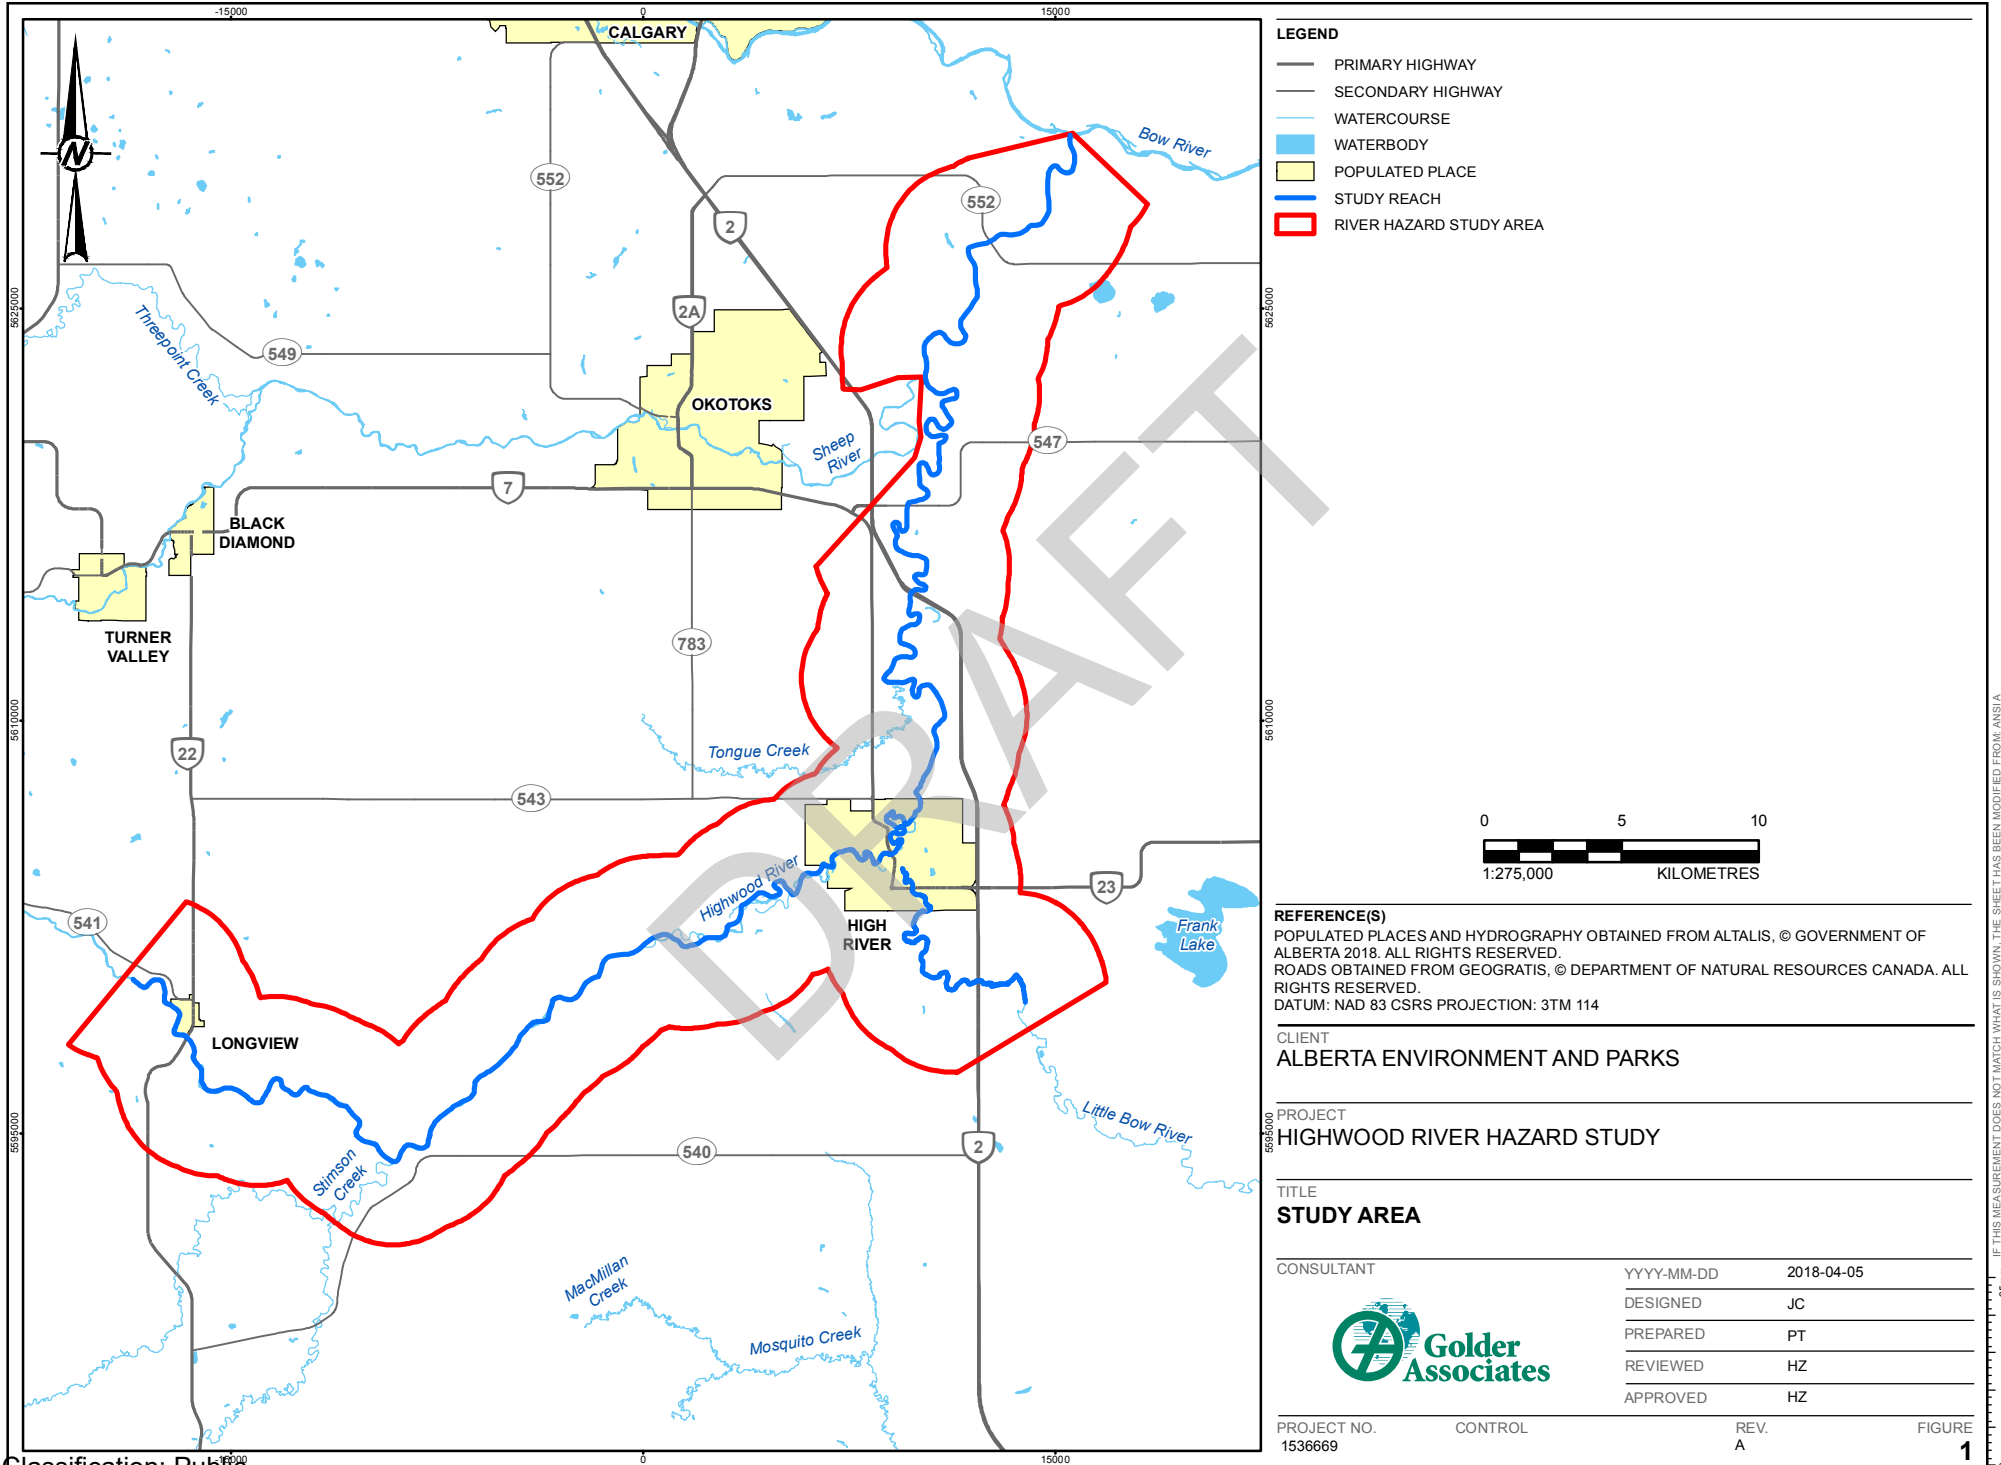 -15000
0
15000
CALGARY
Bow River
552
552
2
2A
5625000
5625000
Threepoint Creek
549
OKOTOKS
Sheep
River
547
7
BLACK
DIAMOND
TURNER
VALLEY
783
5610000
5610000
22
Tongue Creek
543
Highwood River
23
541
HIGH
RIVER
Frank
Lake
LONGVIEW
Little Bow River
5595000
5595000
540
2
Stimson
Creek
MacMillan
Creek
Mosquito Creek
-15000
0
15000
DRAFT
Classification: Public
LEGEND
PRIMARY HIGHWAY
SECONDARY HIGHWAY
WATERCOURSE
WATERBODY
POPULATED PLACE
STUDY REACH
RIVER HAZARD STUDY AREA
0 5 10
1:275,000 KILOMETRES
REFERENCE(S)
POPULATED PLACES AND HYDROGRAPHY OBTAINED FROM ALTALIS, © GOVERNMENT OF
ALBERTA 2018. ALL RIGHTS RESERVED.
ROADS OBTAINED FROM GEOGRATIS, © DEPARTMENT OF NATURAL RESOURCES CANADA. ALL
RIGHTS RESERVED.
DATUM: NAD 83 CSRS PROJECTION: 3TM 114
CLIENT
ALBERTA ENVIRONMENT AND PARKS
PROJECT
HIGHWOOD RIVER HAZARD STUDY
TITLE
STUDY AREA
CONSULTANT
Golder
Associates
YYYY-MM-DD 2018-04-05
DESIGNED JC
PREPARED PT
REVIEWED HZ
APPROVED HZ
PROJECT NO. CONTROL REV. FIGURE
1536669 A 1
IF THIS MEASUREMENT DOES NOT MATCH WHAT IS SHOWN, THE SHEET HAS BEEN MODIFIED FROM: ANSI A
N